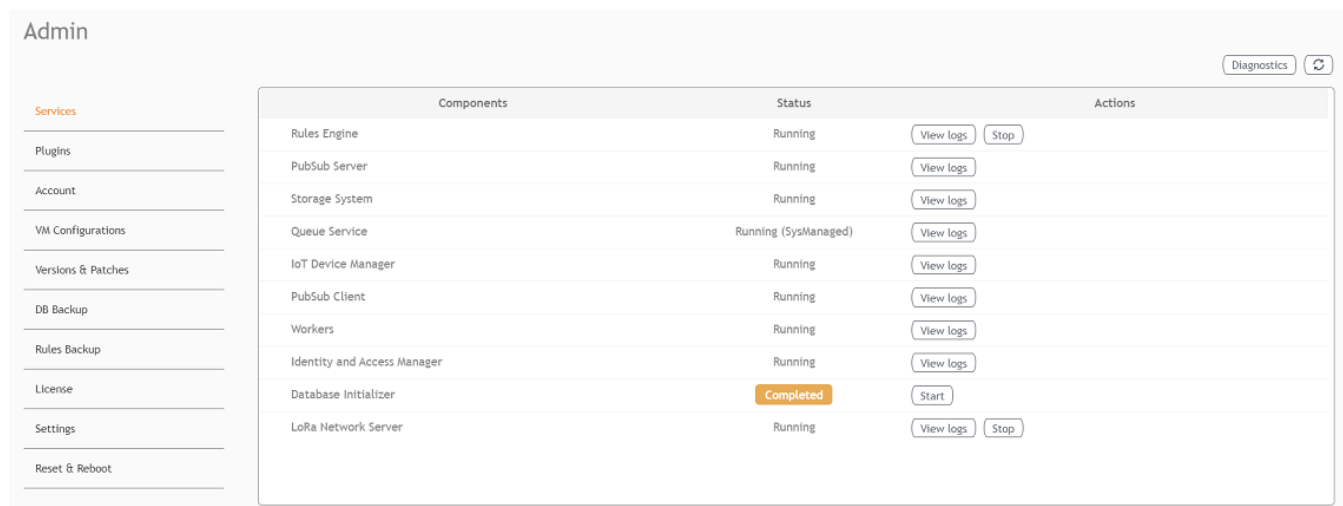 Admin
Diagnostics
Services
Plugins
Account
VM Configurations
Versions & Patches
DB Backup
Rules Backup
License
Settings
Reset & Reboot
Components Status Actions
Rules Engine Running View logs Stop
PubSub Server Running View logs
Storage System Running View logs
Queue Service Running (SysManaged) View logs
IoT Device Manager Running View logs
PubSub Client Running View logs
Workers Running View logs
Identity and Access Manager Running View logs
Database Initializer Completed Start
LoRa Network Server Running View logs Stop